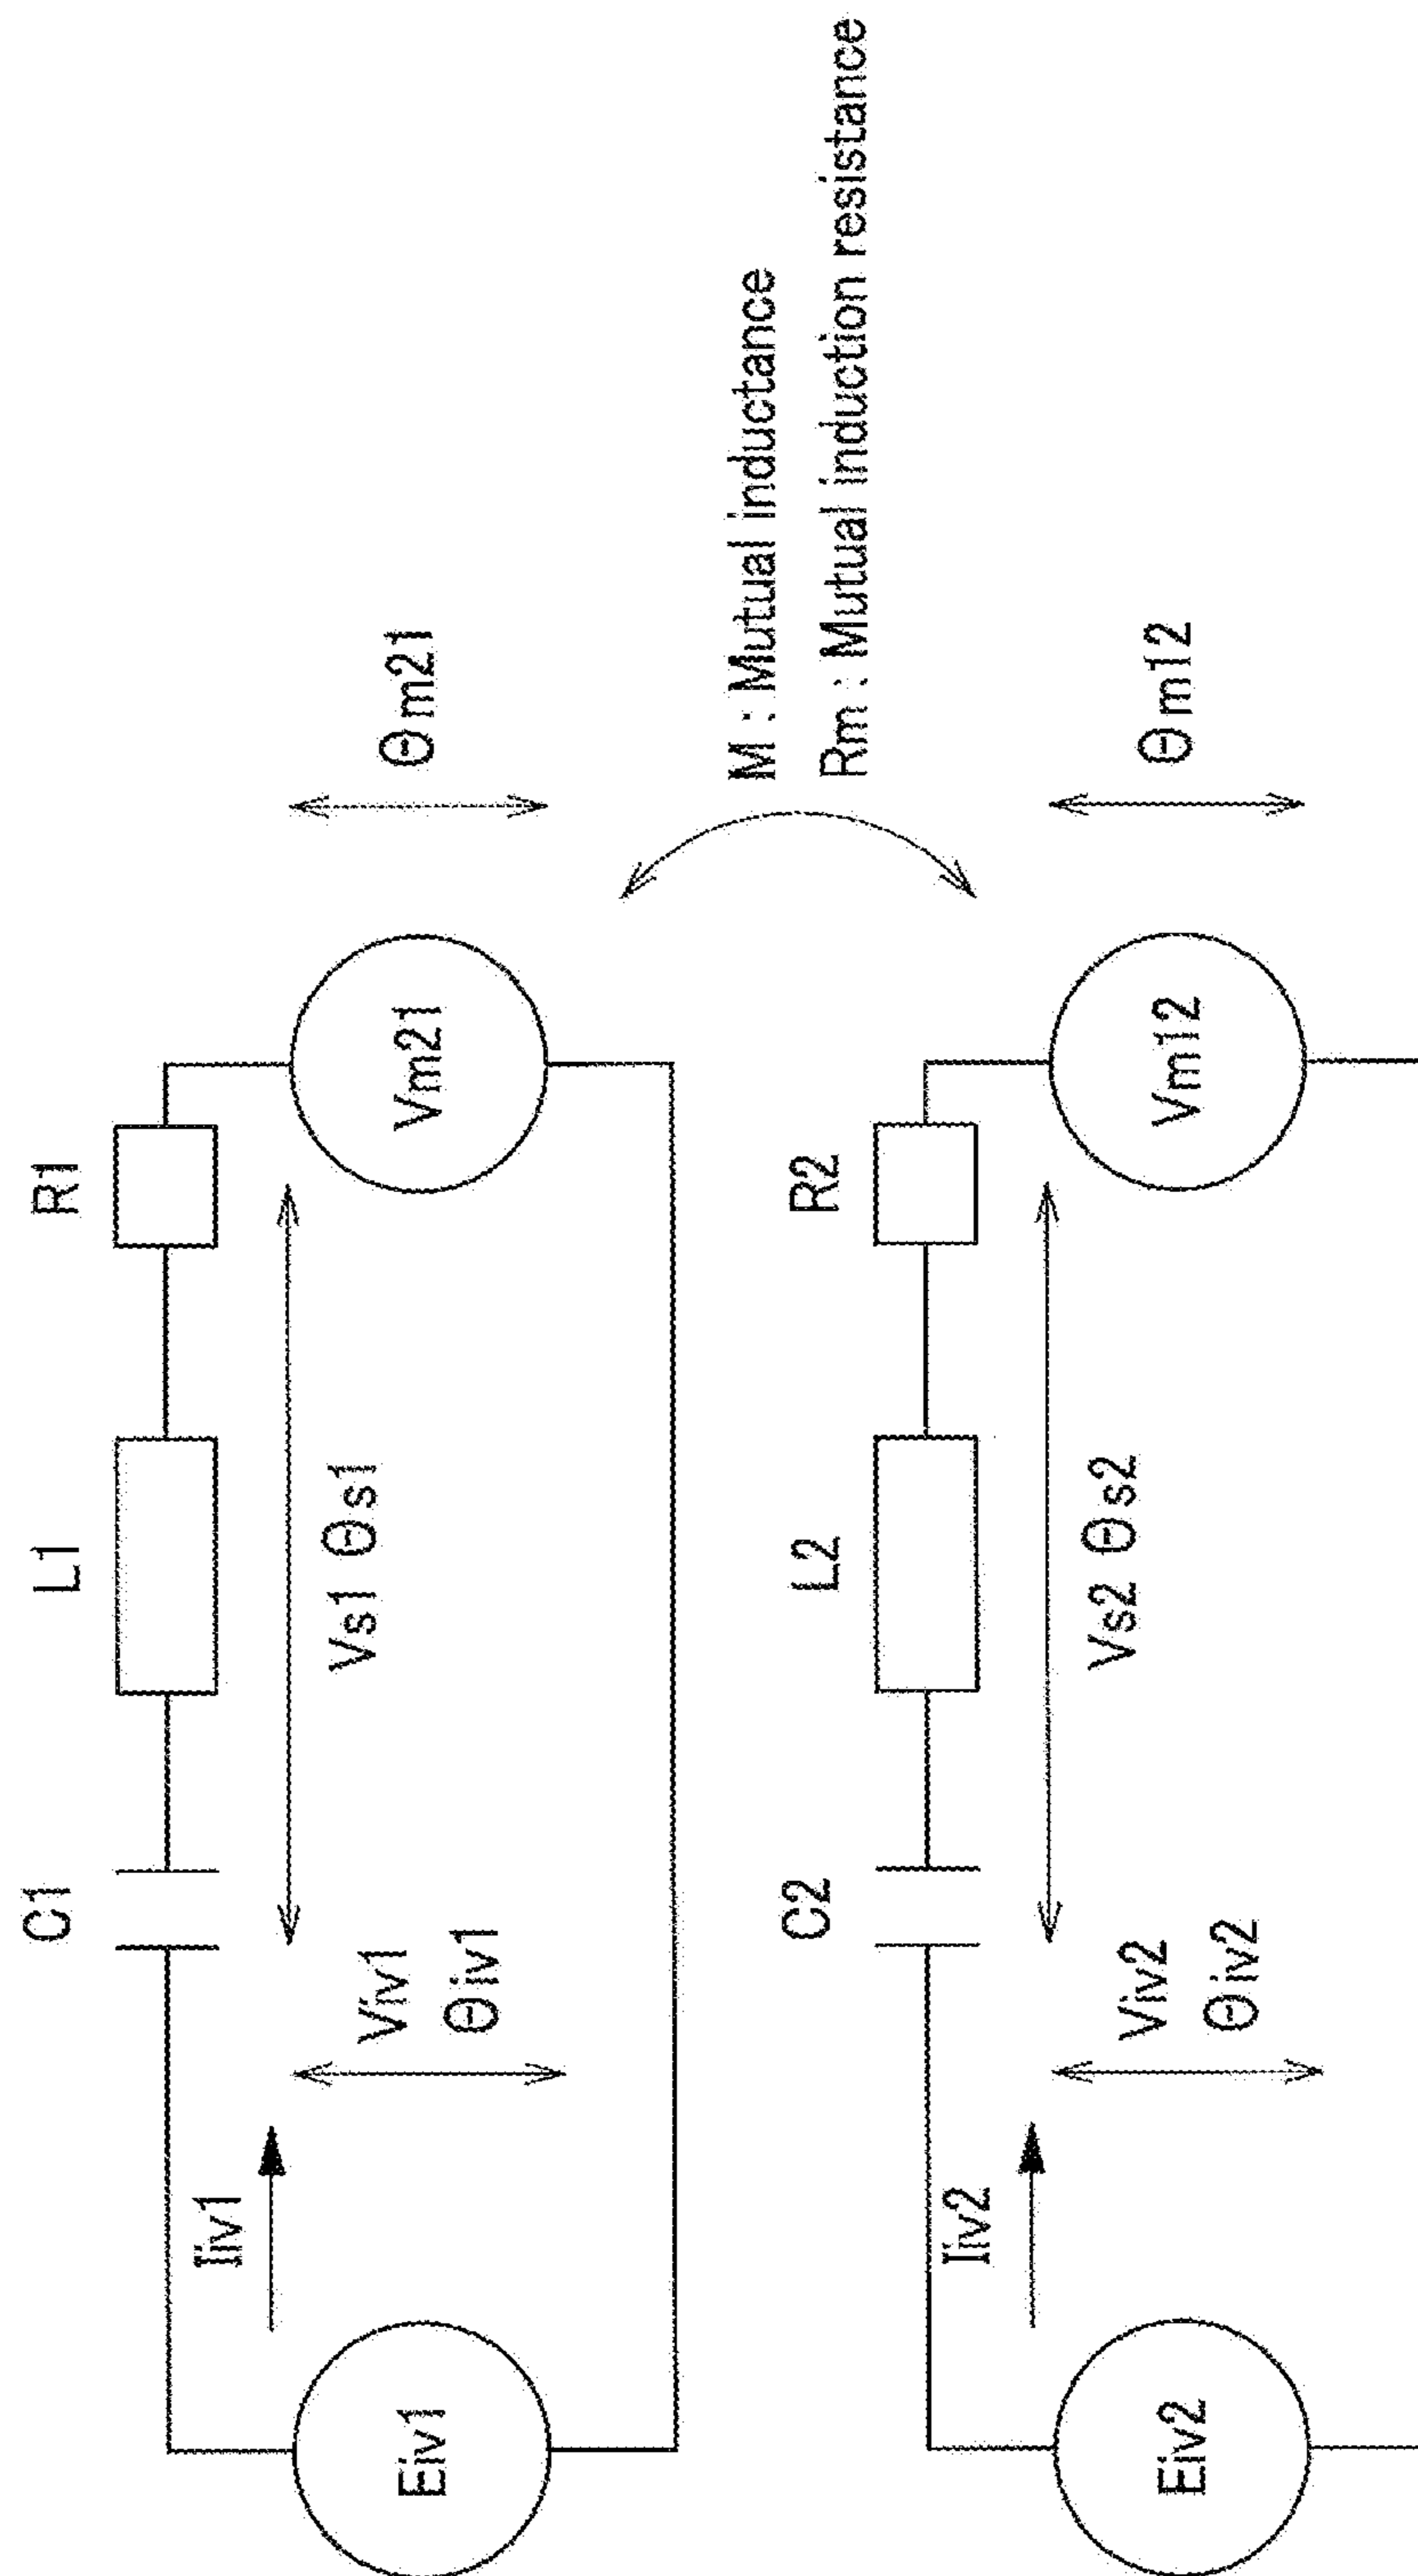 C1
L1
R1
Iiv1
Viv1
θiv1
Vs1 θs1
Eiv1
Vm21
θm21
M : Mutual inductance
Rm : Mutual induction resistance
C2
L2
R2
Iiv2
Viv2
θiv2
Vs2 θs2
Eiv2
Vm12
θm12